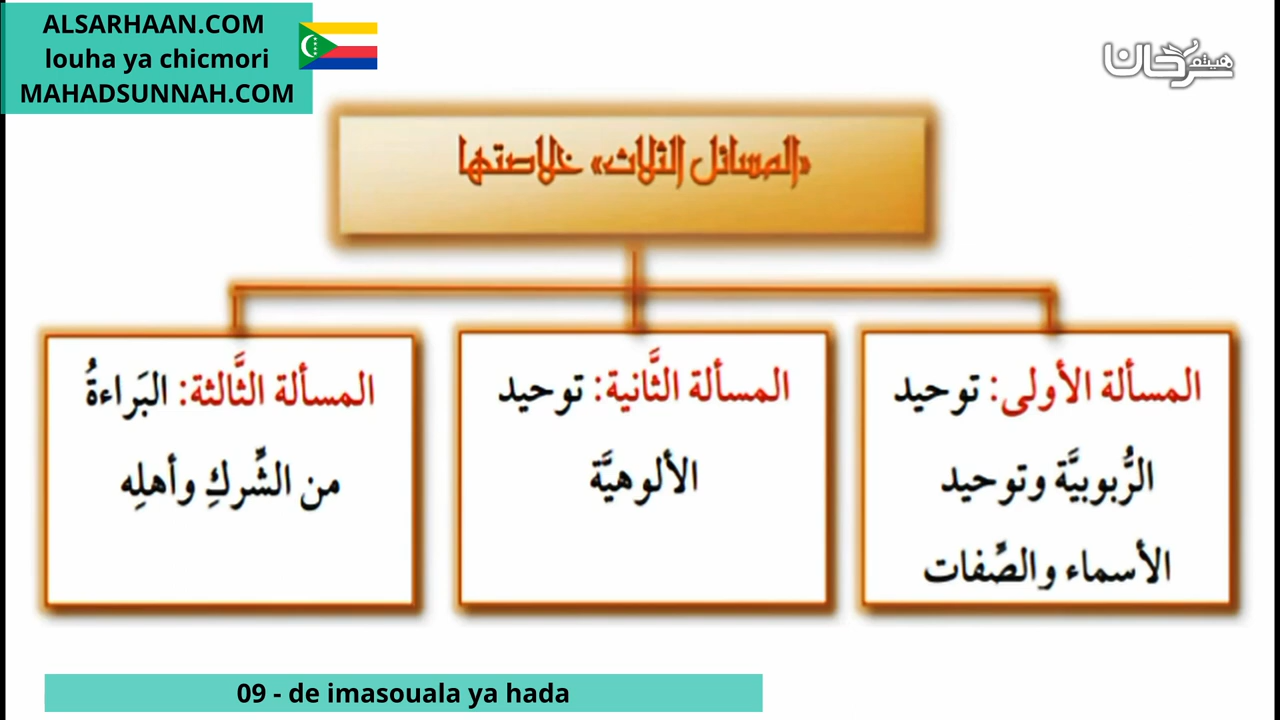 ALSARHAAN.COM
louha ya chicmori
MAHADSUNNAH.COM
هيثم
سرحان
«المسائل الثلاث» خلاصتها
المسألة الأولى: توحيد
الرُّبوبيَّة وتوحيد
الأسماء والصِّفات
المسألة الثَّانية: توحيد
الألوهيَّة
المسألة الثَّالثة: البَراءةُ
من الشِّركِ وأهلِه
09 - de imasouala ya hada